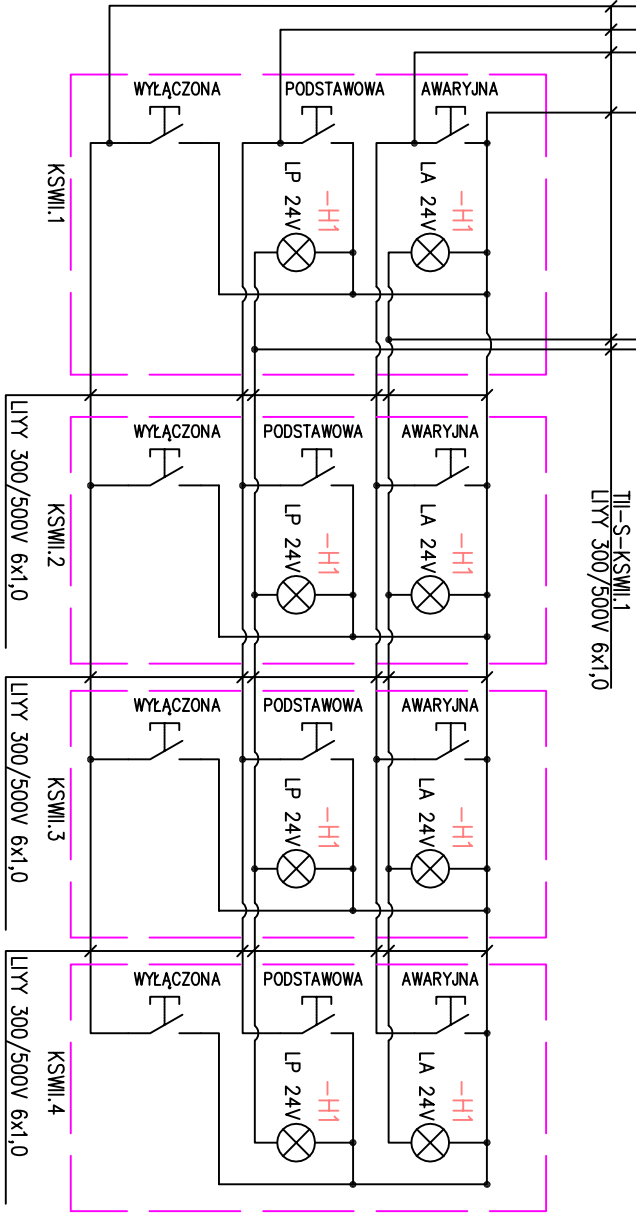 WYŁĄCZONA
PODSTAWOWA
AWARYJNA
LP 24V
-H1
LA 24V
-H1
KSWII.1
TII-S-KSWII.1
LIYY 300/500V 6x1,0
WYŁĄCZONA
PODSTAWOWA
AWARYJNA
LP 24V
-H1
LA 24V
-H1
KSWII.2
LIYY 300/500V 6x1,0
WYŁĄCZONA
PODSTAWOWA
AWARYJNA
LP 24V
-H1
LA 24V
-H1
KSWII.3
LIYY 300/500V 6x1,0
WYŁĄCZONA
PODSTAWOWA
AWARYJNA
LP 24V
-H1
LA 24V
-H1
KSWII.4
LIYY 300/500V 6x1,0